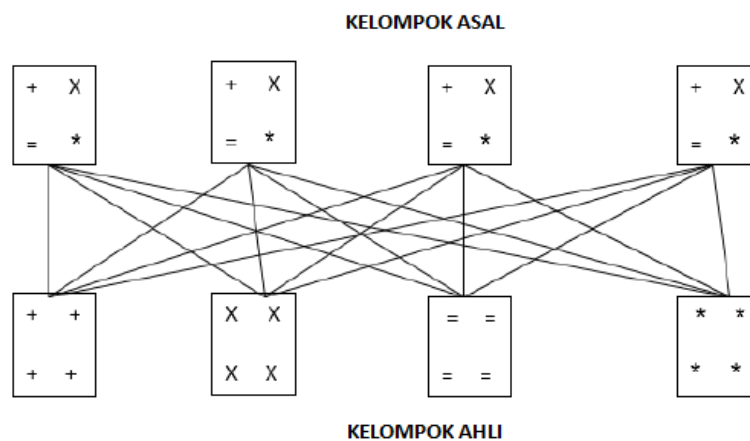 KELOMPOK ASAL
+ X + X + X + X
= * = * = * = *
+ + X X = = * *
+ + X X = = * *
KELOMPOK AHLI